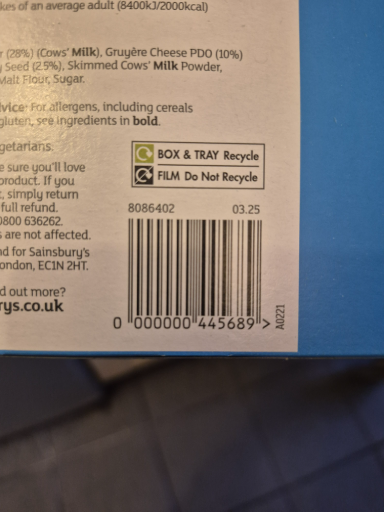 kes of an average adult (8400kJ/2000kcal)
(28%) (Cows' Milk), Gruyère Cheese PDO (10%)
Seed (2.5%), Skimmed Cows' Milk Powder,
Malt Flour, Sugar.
vice: For allergens, including cereals
gluten, see ingredients in bold.
getarians.
e sure you'll love
product. If you
, simply return
full refund.
0800 636262.
s are not affected.
d for Sainsbury's
ondon, EC1N 2HT.
d out more?
rys.co.uk
BOX & TRAY Recycle
FILM Do Not Recycle
8086402 03.25
0 000000 445689 >
A0221